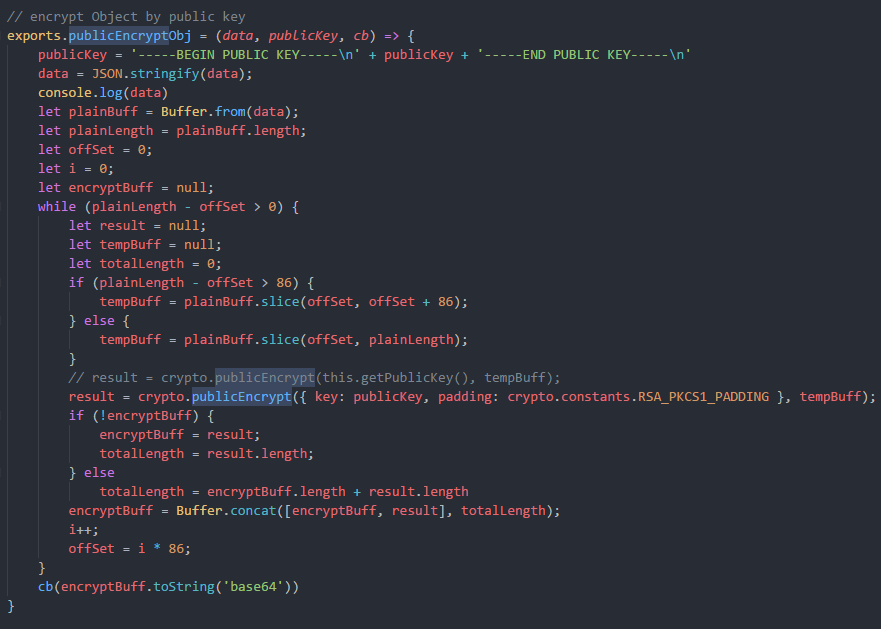 // encrypt Object by public key
exports.publicEncryptObj = (data, publicKey, cb) => {
    publicKey = '-----BEGIN PUBLIC KEY-----\n' + publicKey + '-----END PUBLIC KEY-----\n'
    data = JSON.stringify(data);
    console.log(data)
    let plainBuff = Buffer.from(data);
    let plainLength = plainBuff.length;
    let offSet = 0;
    let i = 0;
    let encryptBuff = null;
    while (plainLength - offSet > 0) {
        let result = null;
        let tempBuff = null;
        let totalLength = 0;
        if (plainLength - offSet > 86) {
            tempBuff = plainBuff.slice(offSet, offSet + 86);
        } else {
            tempBuff = plainBuff.slice(offSet, plainLength);
        }
        // result = crypto.publicEncrypt(this.getPublicKey(), tempBuff);
        result = crypto.publicEncrypt({ key: publicKey, padding: crypto.constants.RSA_PKCS1_PADDING }, tempBuff);
        if (!encryptBuff) {
            encryptBuff = result;
            totalLength = result.length;
        } else
            totalLength = encryptBuff.length + result.length
        encryptBuff = Buffer.concat([encryptBuff, result], totalLength);
        i++;
        offSet = i * 86;
    }
    cb(encryptBuff.toString('base64'))
}